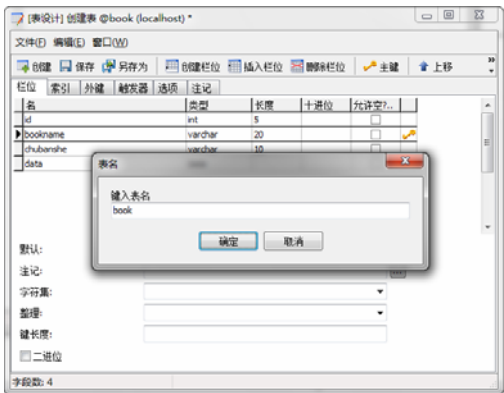 [表设计] 创建表 @book (localhost) *
文件(F) 编辑(E) 窗口(W)
创建 保存 另存为 创建栏位 插入栏位 删除栏位 主键 上移 »
栏位 索引 外键 触发器 选项 注记
名 类型 长度 十进位 允许空?...
id int 5
bookname varchar 20
chubanshe varchar 10
data
表名
键入表名
book
确定 取消
默认:
注记:
字符集:
整理:
键长度:
二进位
字段数: 4